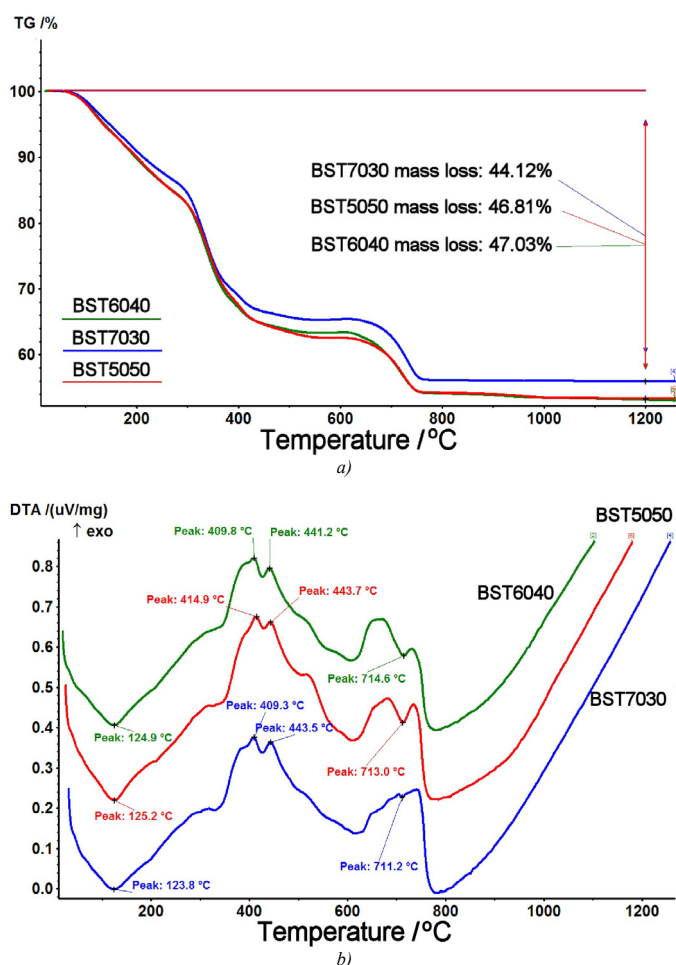 TG /%
100
90
80
70
60
BST7030 mass loss: 44.12%
BST5050 mass loss: 46.81%
BST6040 mass loss: 47.03%
BST6040
BST7030
BST5050
[4]
200 400 600 800 1000 1200
Temperature /°C
a)
DTA /(uV/mg)
↑ exo
BST5050
[2] [6] [4]
Peak: 409.8 °C Peak: 441.2 °C
0.8
BST6040
0.7
Peak: 414.9 °C Peak: 443.7 °C
0.6
Peak: 714.6 °C
0.5
BST7030
Peak: 409.3 °C
Peak: 443.5 °C
0.4
Peak: 124.9 °C
Peak: 713.0 °C
0.3
0.2
Peak: 125.2 °C
0.1
Peak: 711.2 °C
0.0
Peak: 123.8 °C
200 400 600 800 1000 1200
Temperature /°C
b)